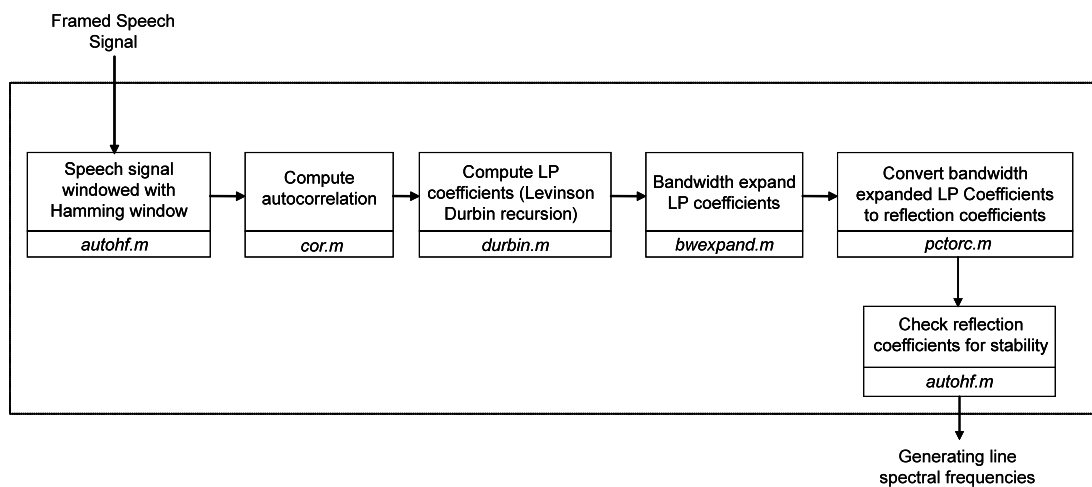 Framed Speech
Signal
Speech signal
windowed with
Hamming window
autohf.m
Compute
autocorrelation
cor.m
Compute LP
coefficients (Levinson
Durbin recursion)
durbin.m
Bandwidth expand
LP coefficients
bwexpand.m
Convert bandwidth
expanded LP Coefficients
to reflection coefficients
pctorc.m
Check reflection
coefficients for stability
autohf.m
Generating line
spectral frequencies